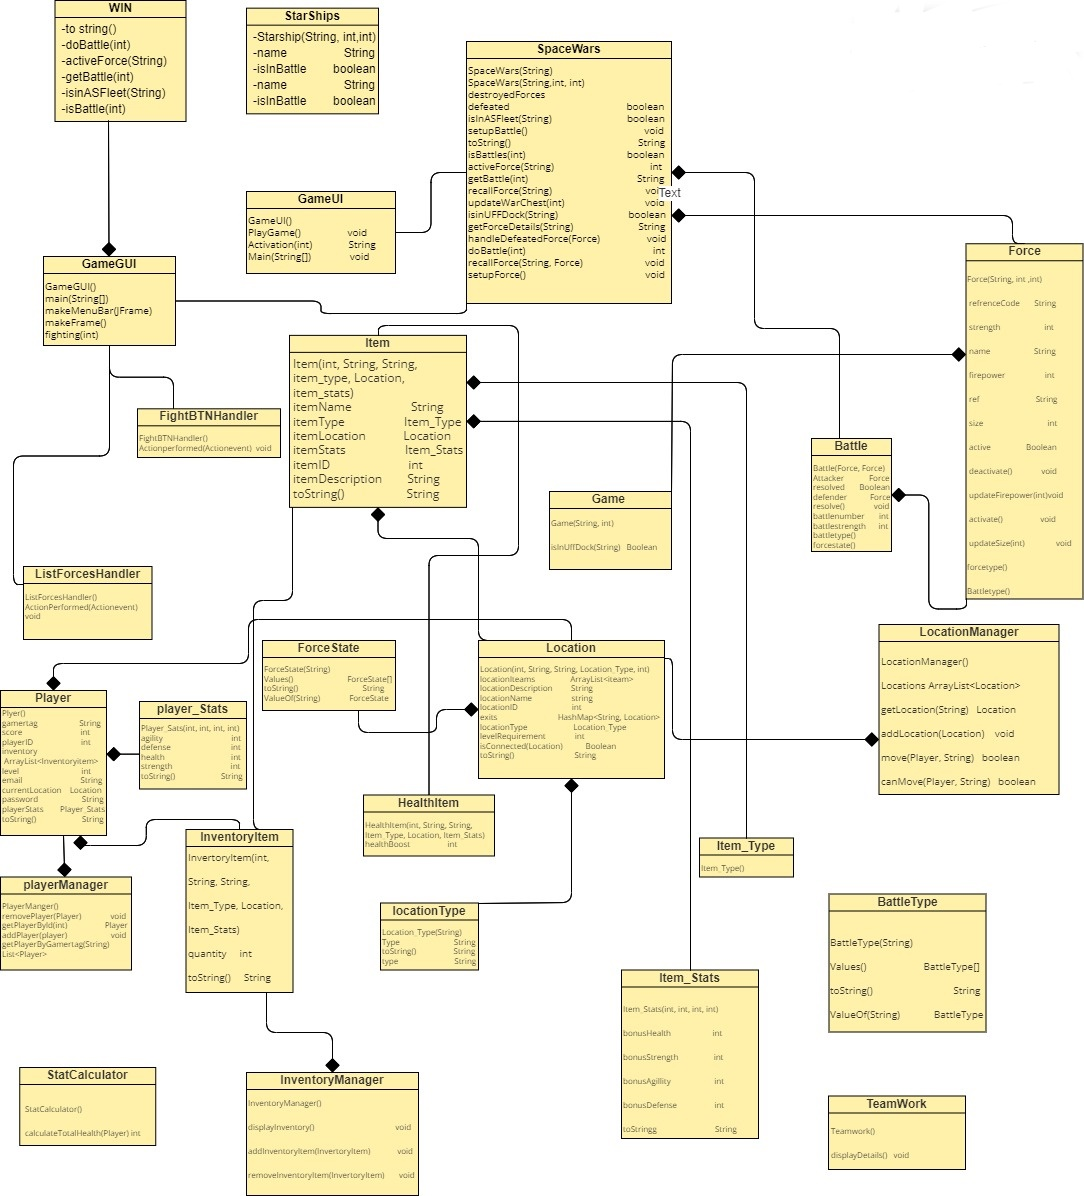 WIN
-to string()
-doBattle(int)
-activeForce(String)
-getBattle(int)
-isinASFleet(String)
-isBattle(int)
StarShips
-Starship(String, int,int)
-name String
-isInBattle boolean
-name String
-isInBattle boolean
SpaceWars
SpaceWars(String)
SpaceWars(String,int, int)
destroyedForces
defeated boolean
isInASFleet(String) boolean
setupBattle() void
toString() String
isBattles(int) boolean
activeForce(String) int
getBattle(int) String
recallForce(String) void
Text
updateWarChest(int) void
isinUFFDock(String) boolean
getForceDetails(String) String
handleDefeatedForce(Force) void
doBattle(int) int
recallForce(String, Force) void
setupForce() void
GameUI
GameUI()
PlayGame() void
Activation(int) String
Main(String[]) void
GameGUI
GameGUI()
main(String[])
makeMenuBar(JFrame)
makeFrame()
fighting(int)
Force
Force(String, int ,int)
refrenceCode String
strength int
name String
firepower int
ref String
size int
active Boolean
deactivate() void
updateFirepower(int)void
activate() void
updateSize(int) void
forcetype()
Battletype()
Item
Item(int, String, String,
item_type, Location,
item_stats)
itemName String
itemType Item_Type
itemLocation Location
itemStats Item_Stats
itemID int
itemDescription String
toString() String
FightBTNHandler
FightBTNHandler()
Actionperformed(Actionevent) void
Battle
Battle(Force, Force)
Attacker Force
resolved Boolean
defender Force
resolve() void
battlenumber int
battlestrength int
battletype()
forcestate()
Game
Game(String, int)
isInUffDock(String) Boolean
ListForcesHandler
ListForcesHandler()
ActionPerformed(Actionevent)
void
LocationManager
LocationManager()
Locations ArrayList<Location>
getLocation(String) Location
addLocation(Location) void
move(Player, String) boolean
canMove(Player, String) boolean
ForceState
ForceState(String)
Values() ForceState[]
toString() String
ValueOf(String) ForceState
Location
Location(int, String, String, Location_Type, int)
locationiteams ArrayList<iteam>
locationDescription String
locationName string
locationID int
exits HashMap<String, Location>
locationType Location_Type
levelRequirement int
isConnected(Location) Boolean
toString() String
Player
Plyer()
gamertag String
score int
playerID int
inventory
ArrayList<Inventoryitem>
level int
email String
currentLocation Location
password String
playerStats Player_Stats
toString() String
player_Stats
Player_Sats(int, int, int, int)
agility int
defense int
health int
strength int
toString() String
HealthItem
HealthItem(int, String, String,
Item_Type, Location, Item_Stats)
healthBoost int
InventoryItem
InvertoryItem(int,
String, String,
Item_Type, Location,
Item_Stats)
quantity int
toString() String
Item_Type
Item_Type()
playerManager
PlayerManger()
removePlayer(Player) void
getPlayerById(int) Player
addPlayer(player) void
getPlayerByGamertag(String)
List<Player>
locationType
Location_Type(String)
Type String
toString() String
type String
BattleType
BattleType(String)
Values() BattleType[]
toString() String
ValueOf(String) BattleType
Item_Stats
Item_Stats(int, int, int, int)
bonusHealth int
bonusStrength int
bonusAgillity int
bonusDefense int
toStringg String
StatCalculator
StatCalculator()
calculateTotalHealth(Player) int
InventoryManager
InventoryManager()
displayInventory() void
addInventoryItem(InvertoryItem) void
removeInventoryItem(InvertoryItem) void
TeamWork
Teamwork()
displayDetails() void